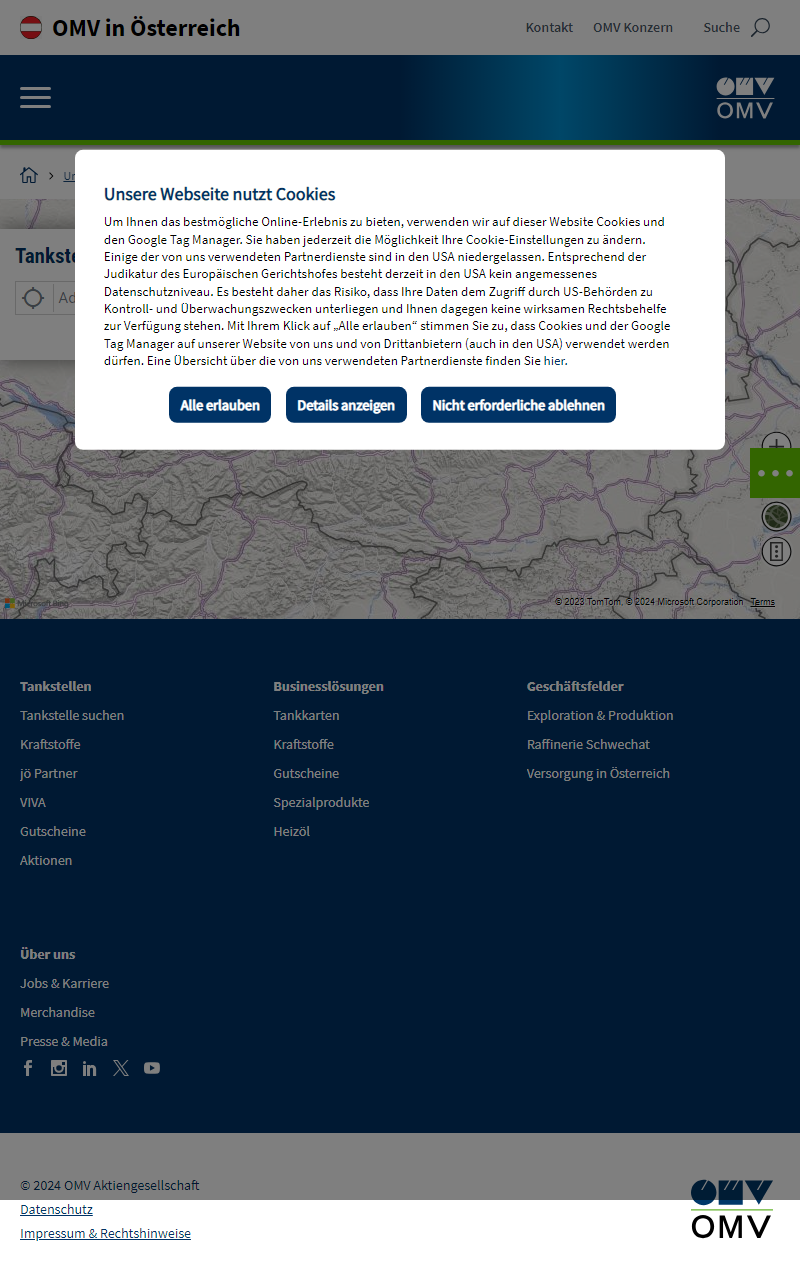 OMV in Österreich
Kontakt
OMV Konzern
Suche
OMV
Unsere Webseite nutzt Cookies
Um Ihnen das bestmögliche Online-Erlebnis zu bieten, verwenden wir auf dieser Website Cookies und
den Google Tag Manager. Sie haben jederzeit die Möglichkeit Ihre Cookie-Einstellungen zu ändern.
Einige der von uns verwendeten Partnerdienste sind in den USA niedergelassen. Entsprechend der
Judikatur des Europäischen Gerichtshofes besteht derzeit in den USA kein angemessenes
Datenschutzniveau. Es besteht daher das Risiko, dass Ihre Daten dem Zugriff durch US-Behörden zu
Kontroll- und Überwachungszwecken unterliegen und Ihnen dagegen keine wirksamen Rechtsbehelfe
zur Verfügung stehen. Mit Ihrem Klick auf „Alle erlauben“ stimmen Sie zu, dass Cookies und der Google
Tag Manager auf unserer Website von uns und von Drittanbietern (auch in den USA) verwendet werden
dürfen. Eine Übersicht über die von uns verwendeten Partnerdienste finden Sie hier.
Alle erlauben
Details anzeigen
Nicht erforderliche ablehnen
Microsoft Bing
© 2023 TomTom, © 2024 Microsoft Corporation
Terms
Tankstellen
Tankstelle suchen
Kraftstoffe
jö Partner
VIVA
Gutscheine
Aktionen
Businesslösungen
Tankkarten
Kraftstoffe
Gutscheine
Spezialprodukte
Heizöl
Geschäftsfelder
Exploration & Produktion
Raffinerie Schwechat
Versorgung in Österreich
Über uns
Jobs & Karriere
Merchandise
Presse & Media
© 2024 OMV Aktiengesellschaft
Datenschutz
Impressum & Rechtshinweise
OMV